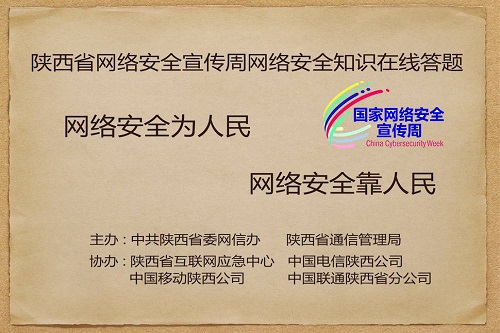 陕西省网络安全宣传周网络安全知识在线答题
网络安全为人民
国家网络安全
宣传周
China Cybersecurity Week
网络安全靠人民
主办：中共陕西省委网信办 陕西省通信管理局
协办：陕西省互联网应急中心 中国电信陕西公司
中国移动陕西公司 中国联通陕西省分公司